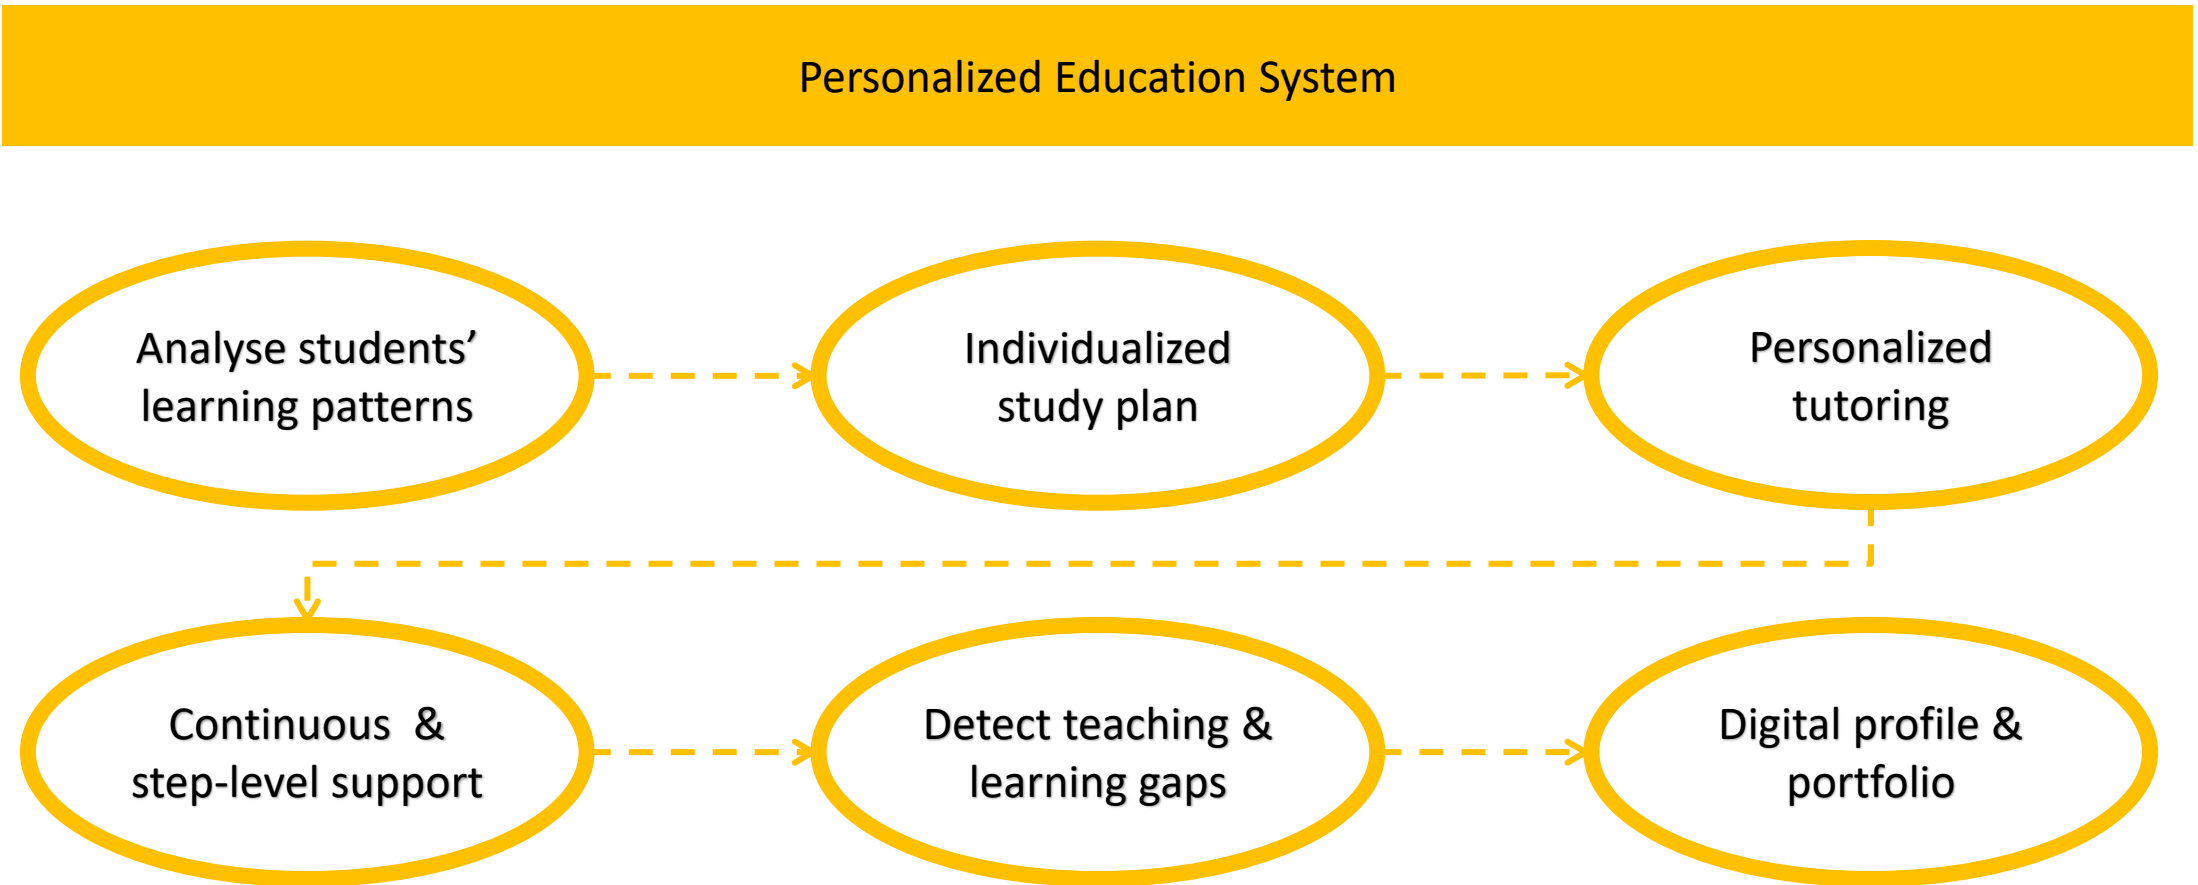 Personalized Education System
Analyse students’
learning patterns
Individualized
study plan
Personalized
tutoring
Continuous  &
step-level support
Detect teaching &
learning gaps
Digital profile &
portfolio